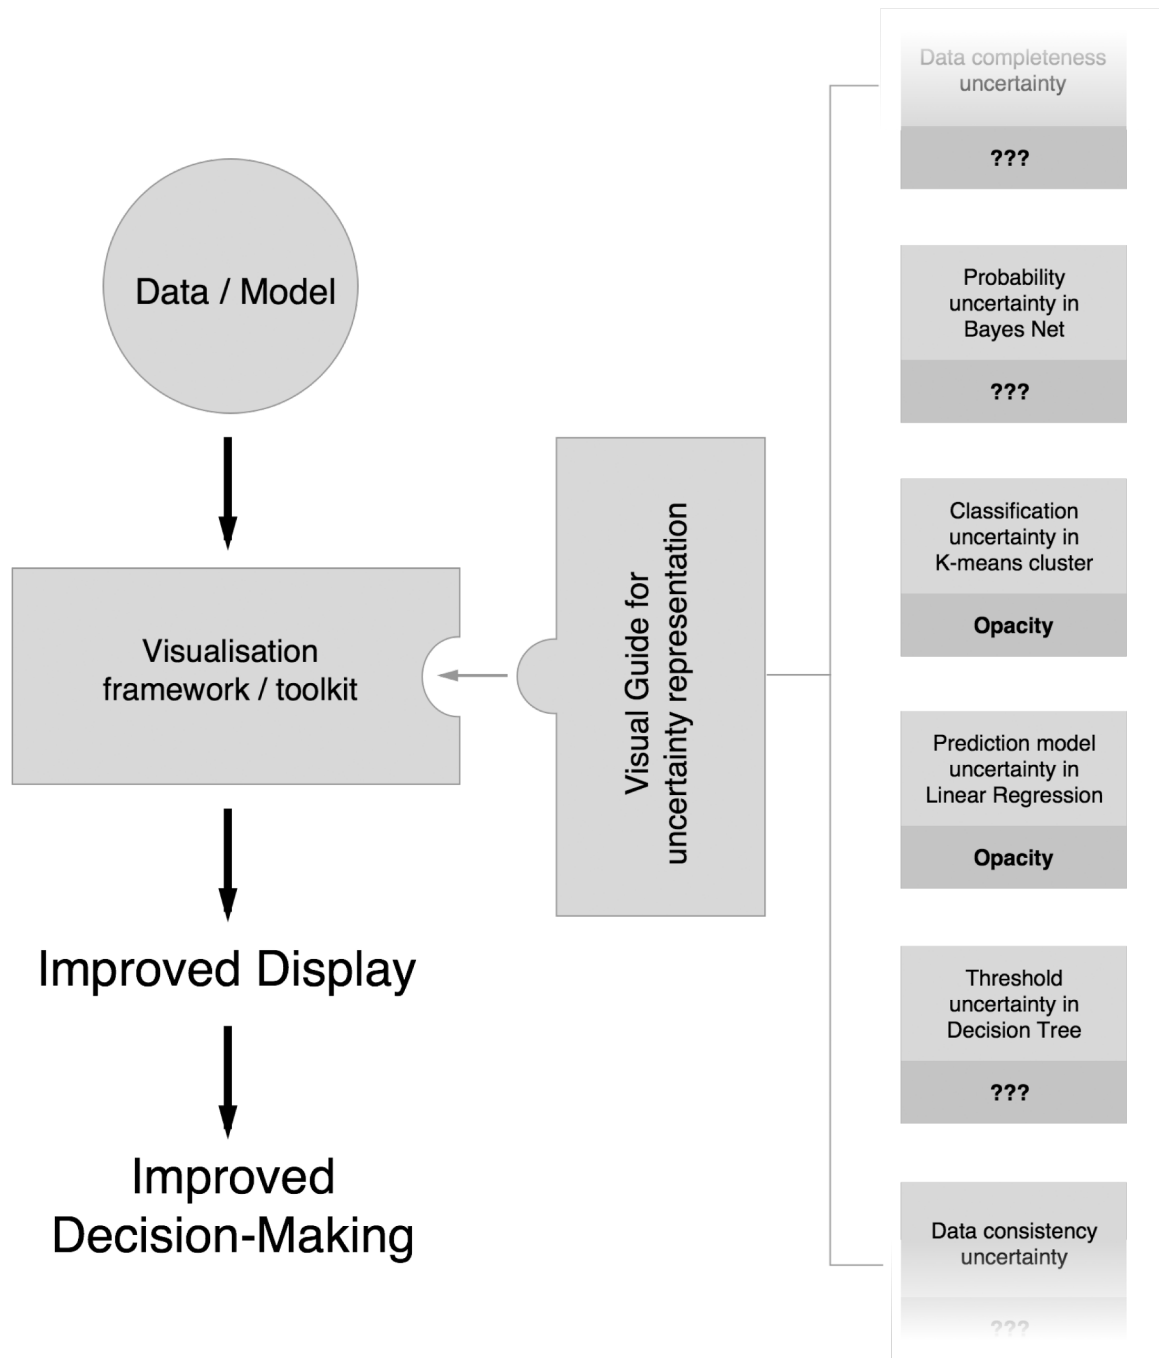 Data / Model
Visualisation
framework / toolkit
Improved Display
Improved
Decision-Making
Visual Guide for
uncertainty representation
Data completeness
uncertainty
???
Probability
uncertainty in
Bayes Net
???
Classification
uncertainty in
K-means cluster
Opacity
Prediction model
uncertainty in
Linear Regression
Opacity
Threshold
uncertainty in
Decision Tree
???
Data consistency
uncertainty
???